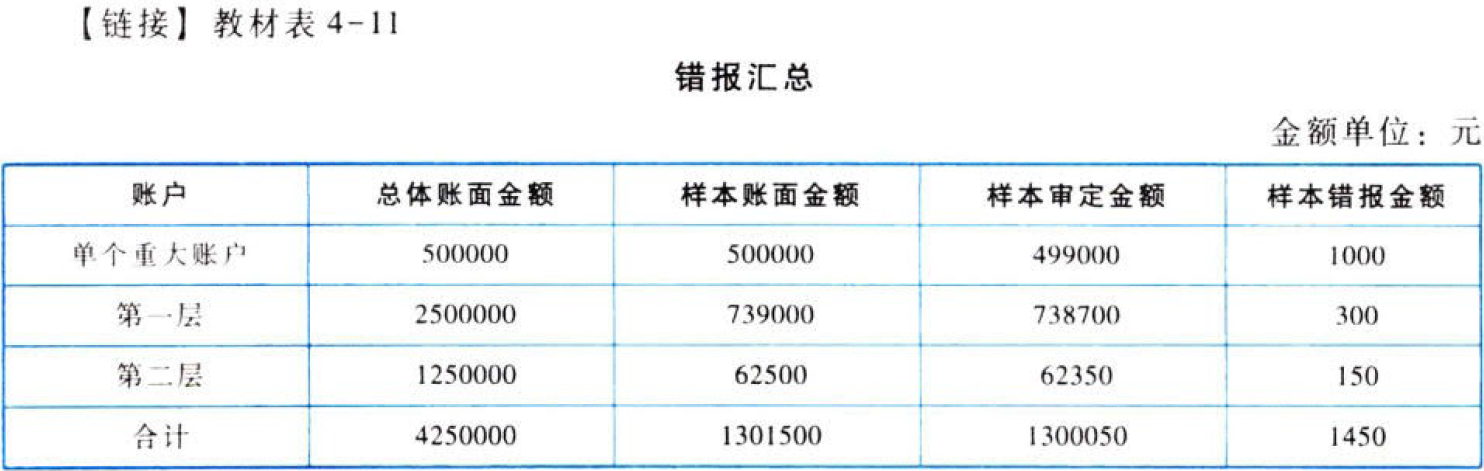 【链接】教材表 4-11
错报汇总
金额单位：元
账户 总体账面金额 样本账面金额 样本审定金额 样本错报金额
单个重大账户 500000 500000 499000 1000
第一层 2500000 739000 738700 300
第二层 1250000 62500 62350 150
合计 4250000 1301500 1300050 1450